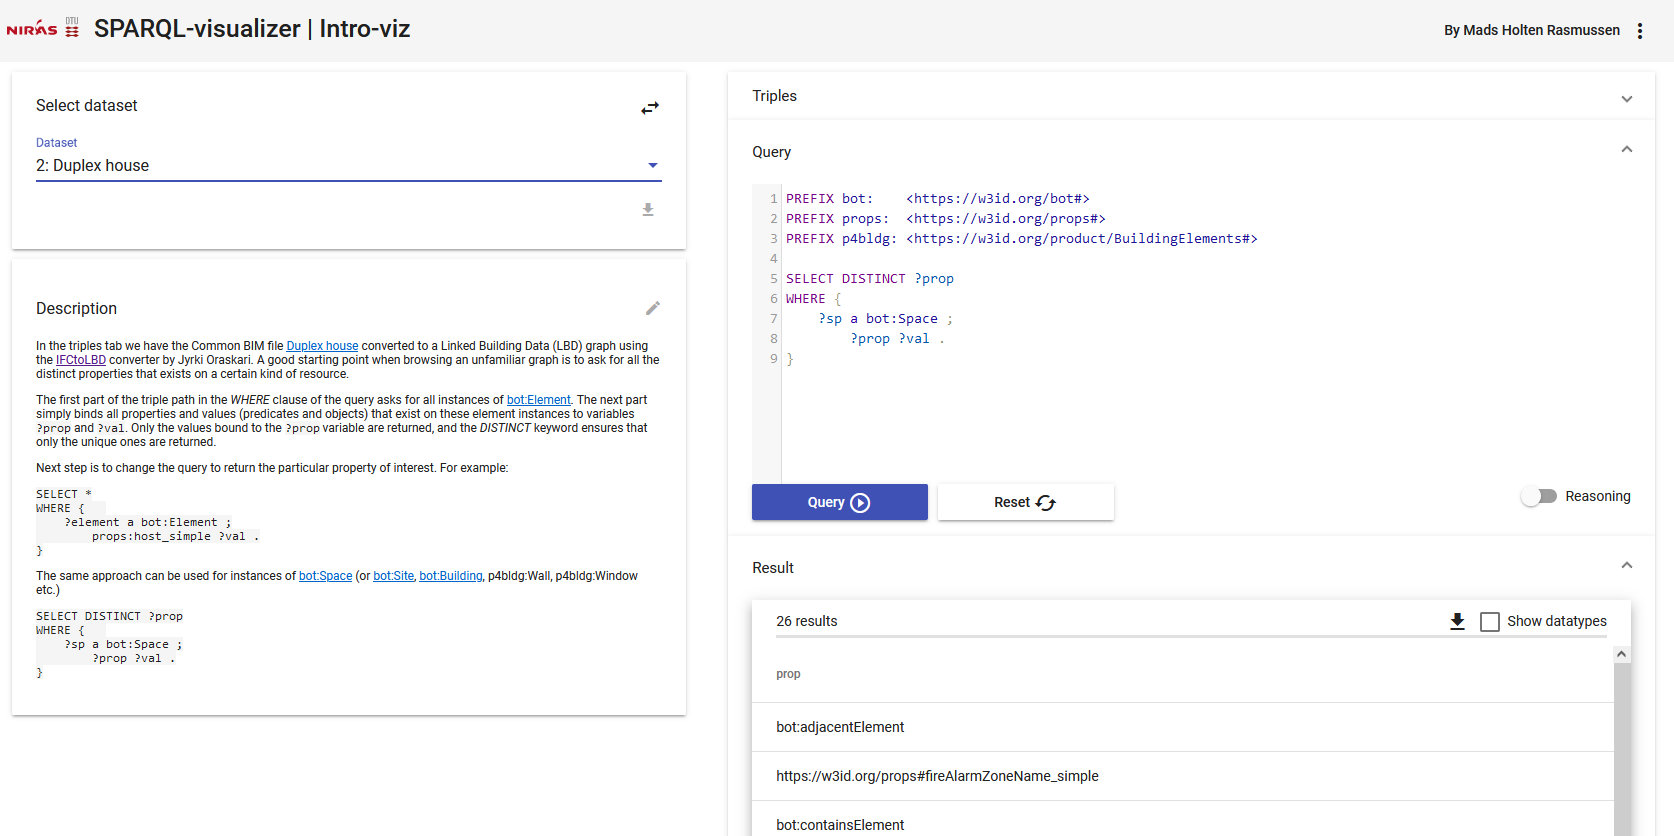 NIRAS DTU SPARQL-visualizer | Intro-viz
By Mads Holten Rasmussen
Select dataset
Dataset
2: Duplex house
Description
In the triples tab we have the Common BIM file Duplex house converted to a Linked Building Data (LBD) graph using
the IFCtoLBD converter by Jyrki Oraskari. A good starting point when browsing an unfamiliar graph is to ask for all the
distinct properties that exists on a certain kind of resource.
The first part of the triple path in the WHERE clause of the query asks for all instances of bot:Element. The next part
simply binds all properties and values (predicates and objects) that exist on these element instances to variables
?prop and ?val. Only the values bound to the ?prop variable are returned, and the DISTINCT keyword ensures that
only the unique ones are returned.
Next step is to change the query to return the particular property of interest. For example:
SELECT *
WHERE {
?element a bot:Element ;
props:host_simple ?val .
}
The same approach can be used for instances of bot:Space (or bot:Site, bot:Building, p4bldg:Wall, p4bldg:Window
etc.)
SELECT DISTINCT ?prop
WHERE {
?sp a bot:Space ;
?prop ?val .
}
Triples
Query
1 PREFIX bot: <https://w3id.org/bot#>
2 PREFIX props: <https://w3id.org/props#>
3 PREFIX p4bldg: <https://w3id.org/product/BuildingElements#>
4
5 SELECT DISTINCT ?prop
6 WHERE {
7 ?sp a bot:Space ;
8 ?prop ?val .
9 }
Query
Reset
Reasoning
Result
26 results
Show datatypes
prop
bot:adjacentElement
https://w3id.org/props#fireAlarmZoneName_simple
bot:containsElement